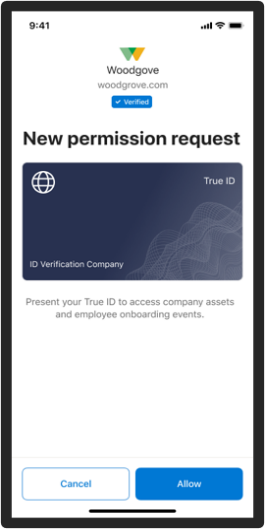 9:41
Woodgove
woodgrove.com
✓ Verified
New permission request
True ID
ID Verification Company
Present your True ID to access company assets
and employee onboarding events.
Cancel
Allow